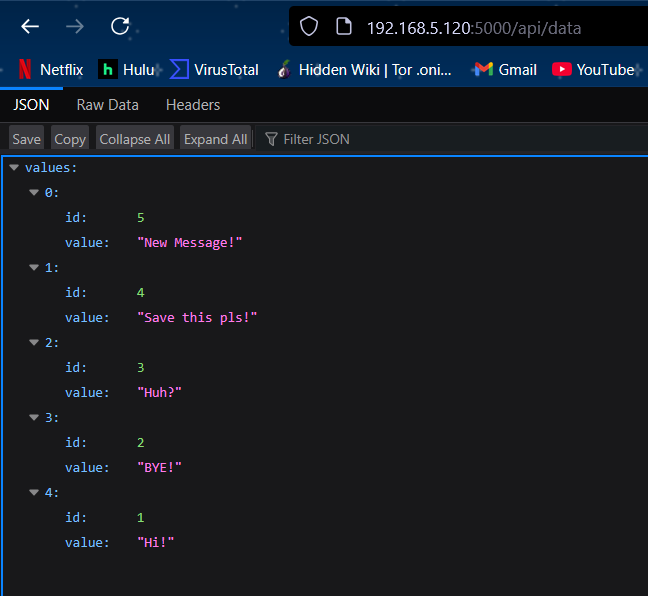 192.168.5.120:5000/api/data
Netflix Hulu VirusTotal Hidden Wiki | Tor .oni... Gmail YouTube
JSON Raw Data Headers
Save Copy Collapse All Expand All Filter JSON
values:
0:
id: 5
value: "New Message!"
1:
id: 4
value: "Save this pls!"
2:
id: 3
value: "Huh?"
3:
id: 2
value: "BYE!"
4:
id: 1
value: "Hi!"